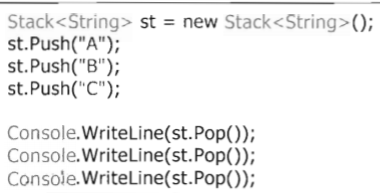 Stack<String> st = new Stack<String>();
st.Push("A");
st.Push("B");
st.Push("C");
Console.WriteLine(st.Pop());
Console.WriteLine(st.Pop());
Console.WriteLine(st.Pop());